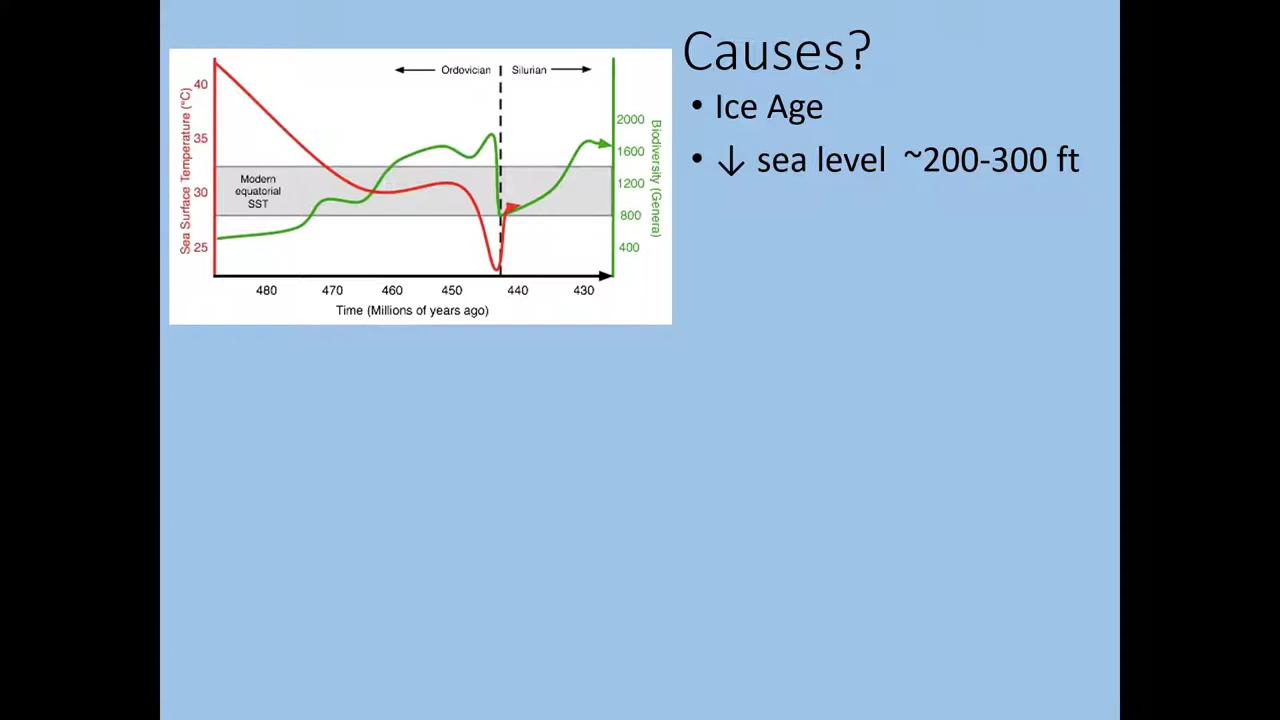 Causes?
• Ice Age
• ↓ sea level ~200-300 ft
Ordovician
Silurian
Sea Surface Temperature (°C)
40
35
30
25
Modern
equatorial
SST
2000
1600
1200
800
400
Biodiversity (Genera)
480 470 460 450 440 430
Time (Millions of years ago)